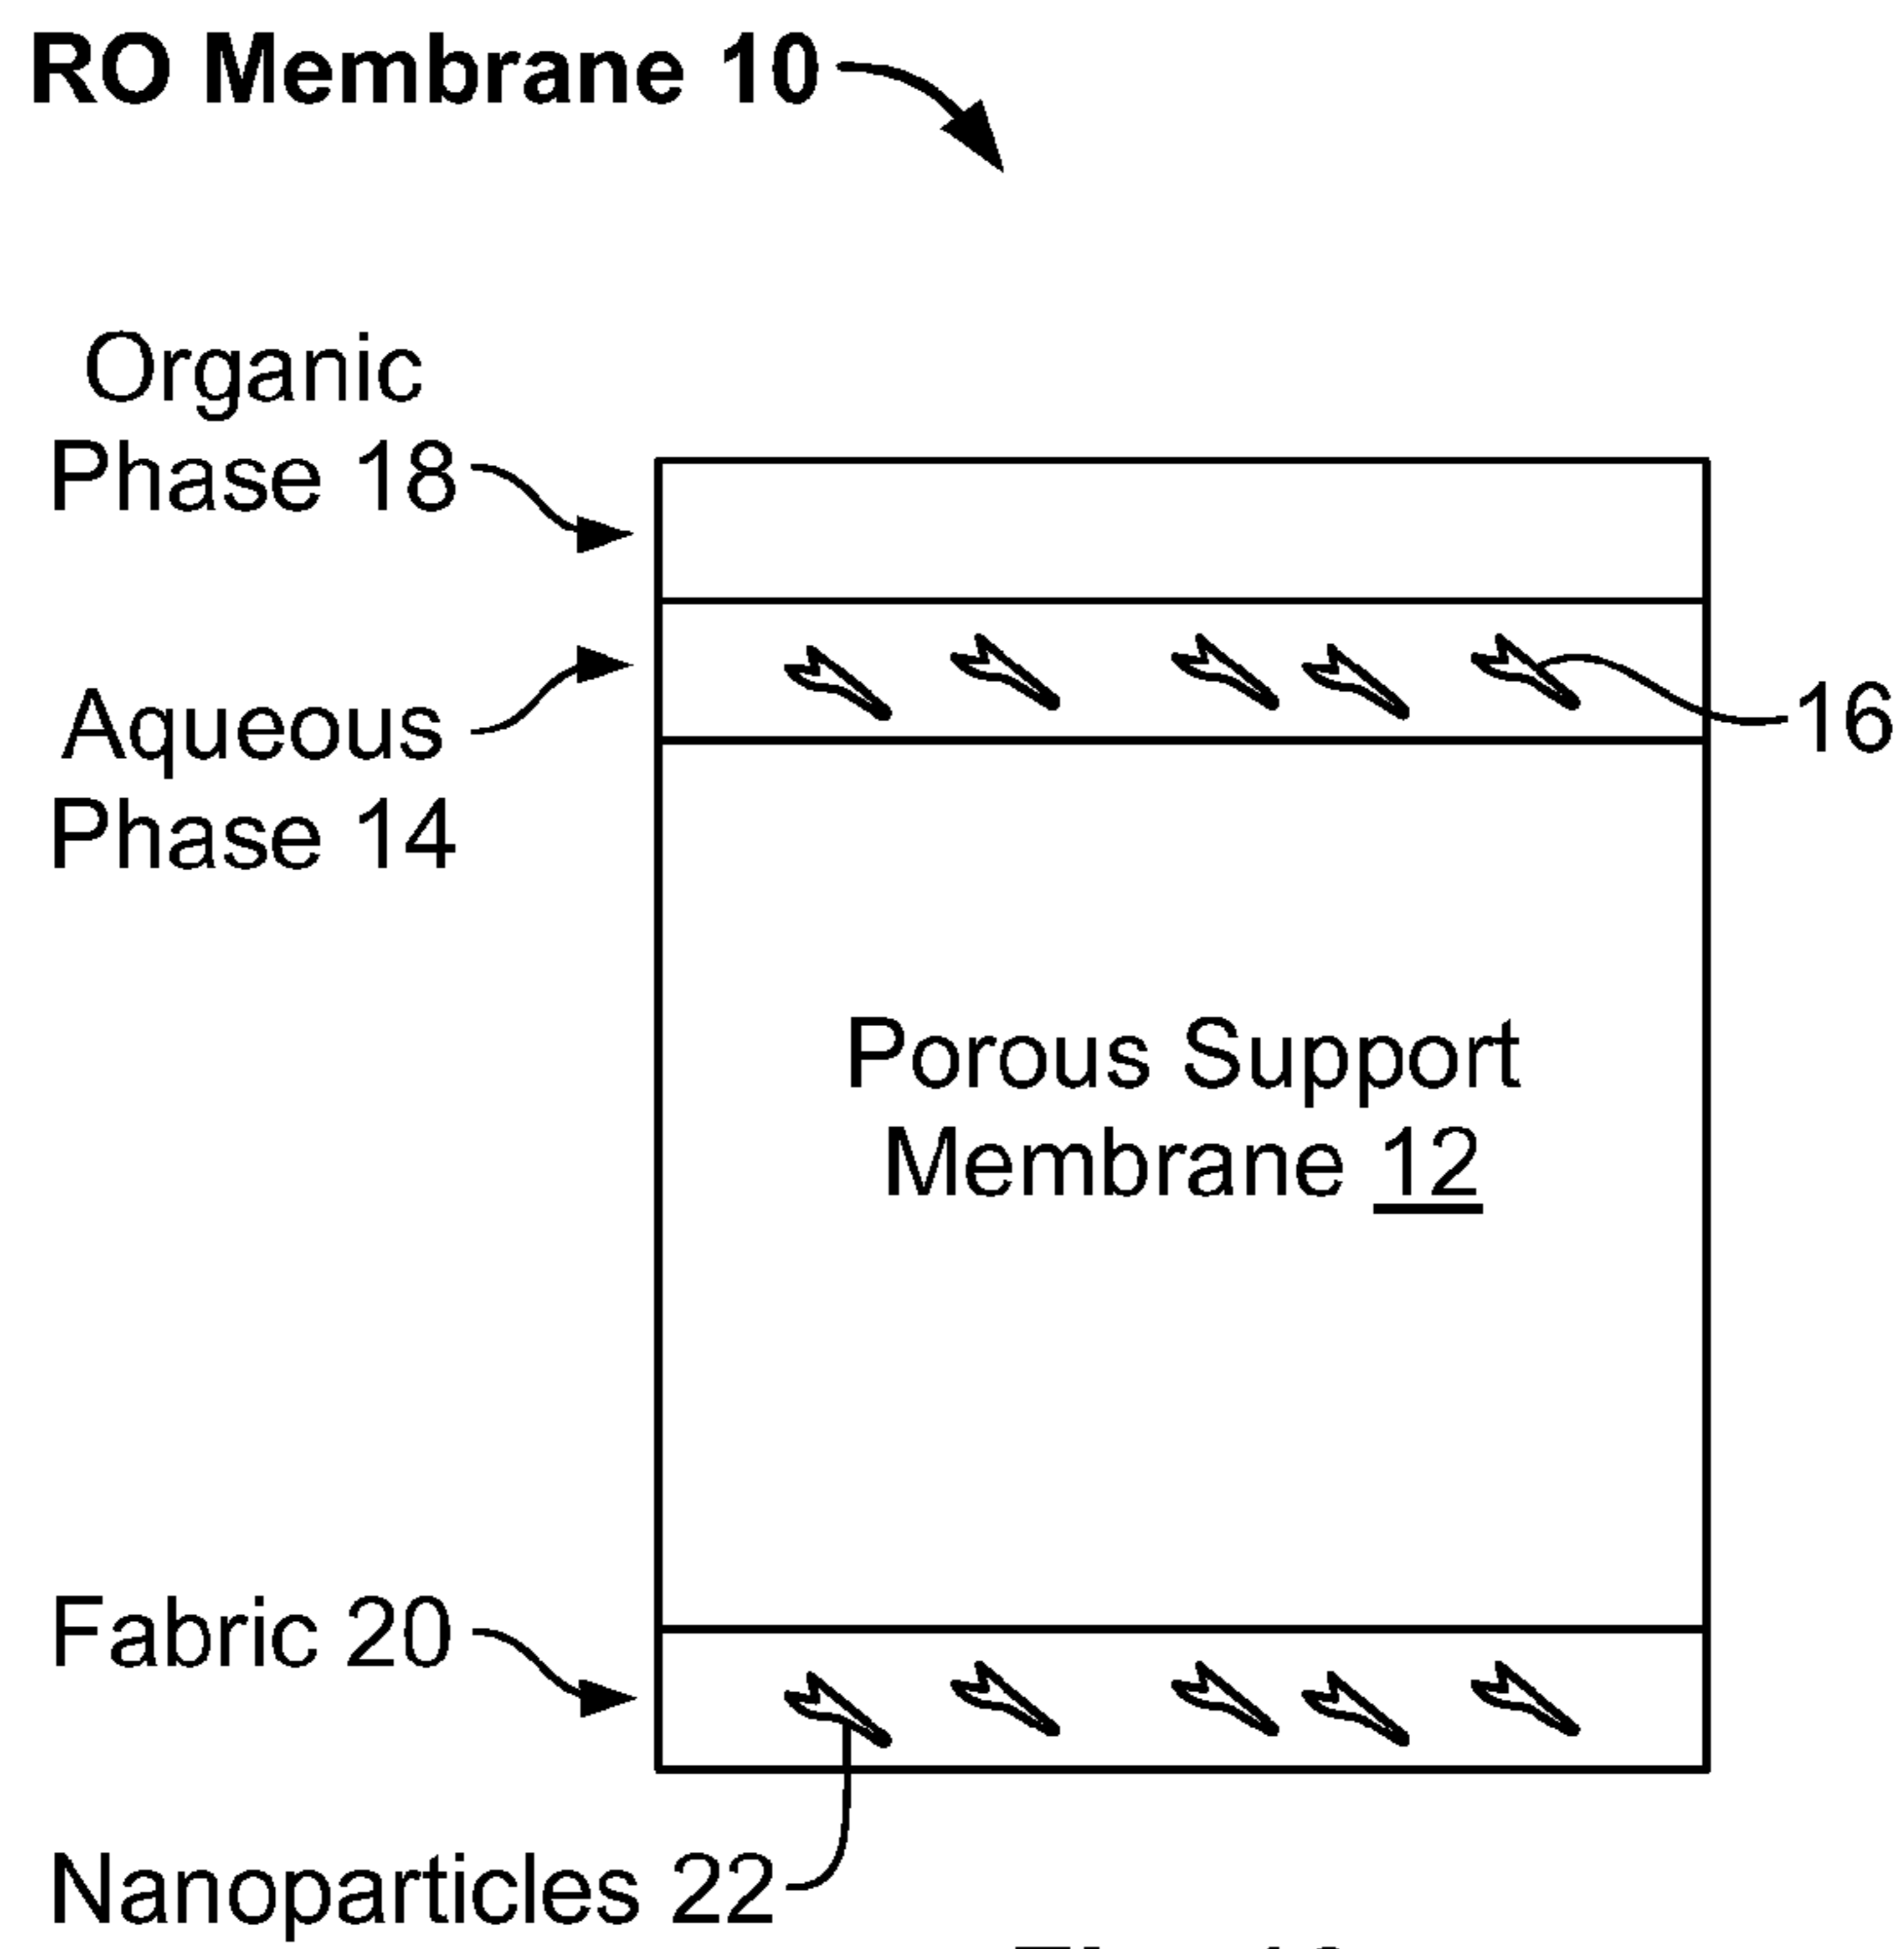 RO Membrane 10
Organic
Phase 18
Aqueous
Phase 14
16
Porous Support
Membrane 12
Fabric 20
Nanoparticles 22